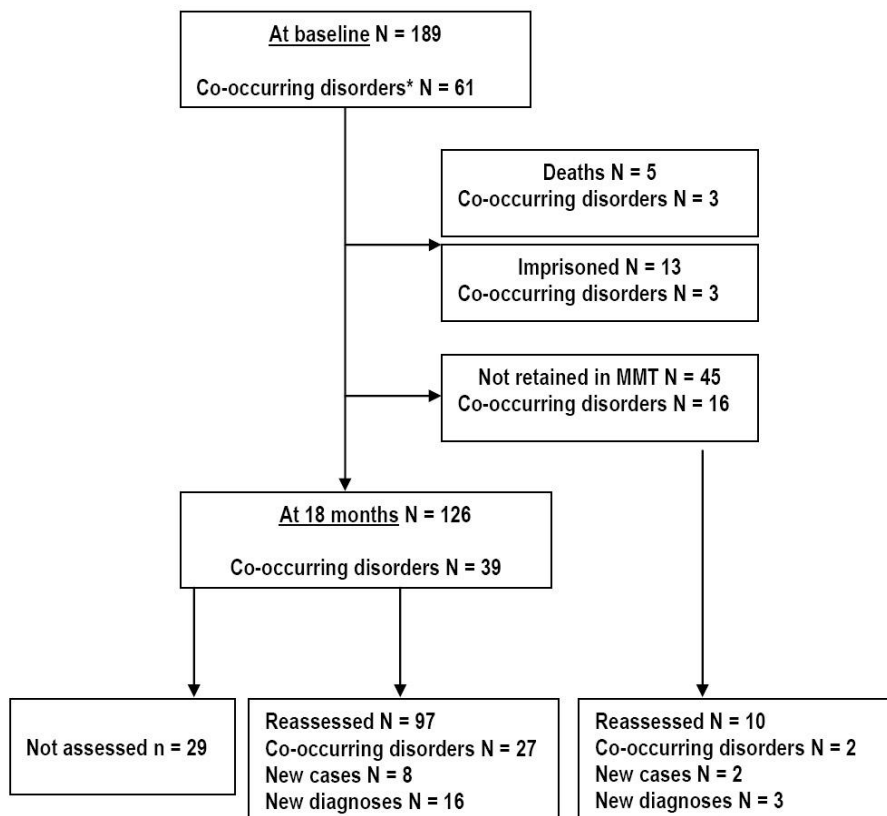 At baseline N = 189
Co-occurring disorders* N = 61
Deaths N = 5
Co-occurring disorders N = 3
Imprisoned N = 13
Co-occurring disorders N = 3
Not retained in MMT N = 45
Co-occurring disorders N = 16
At 18 months N = 126
Co-occurring disorders N = 39
Not assessed n = 29
Reassessed N = 97
Co-occurring disorders N = 27
New cases N = 8
New diagnoses N = 16
Reassessed N = 10
Co-occurring disorders N = 2
New cases N = 2
New diagnoses N = 3